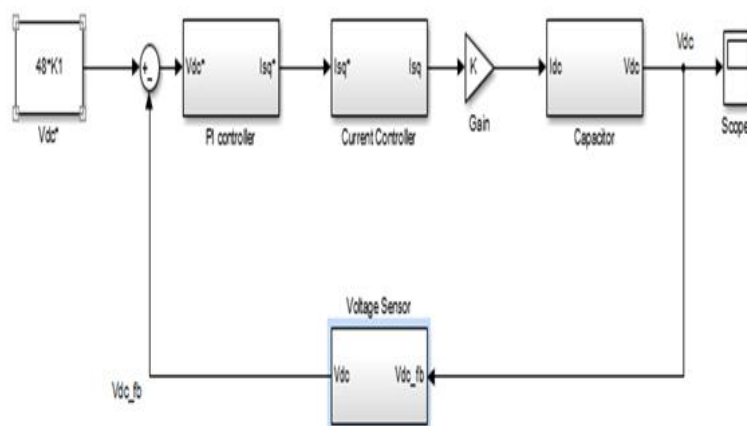 48*K1
Vdc*
+
-
Vdc*
Isq*
PI controller
Isq*
Isq
Current Controller
K
Gain
Idc
Vdc
Capacitor
Vdc
Scope
Voltage Sensor
Vdc
Vdc_fb
Vdc_fb